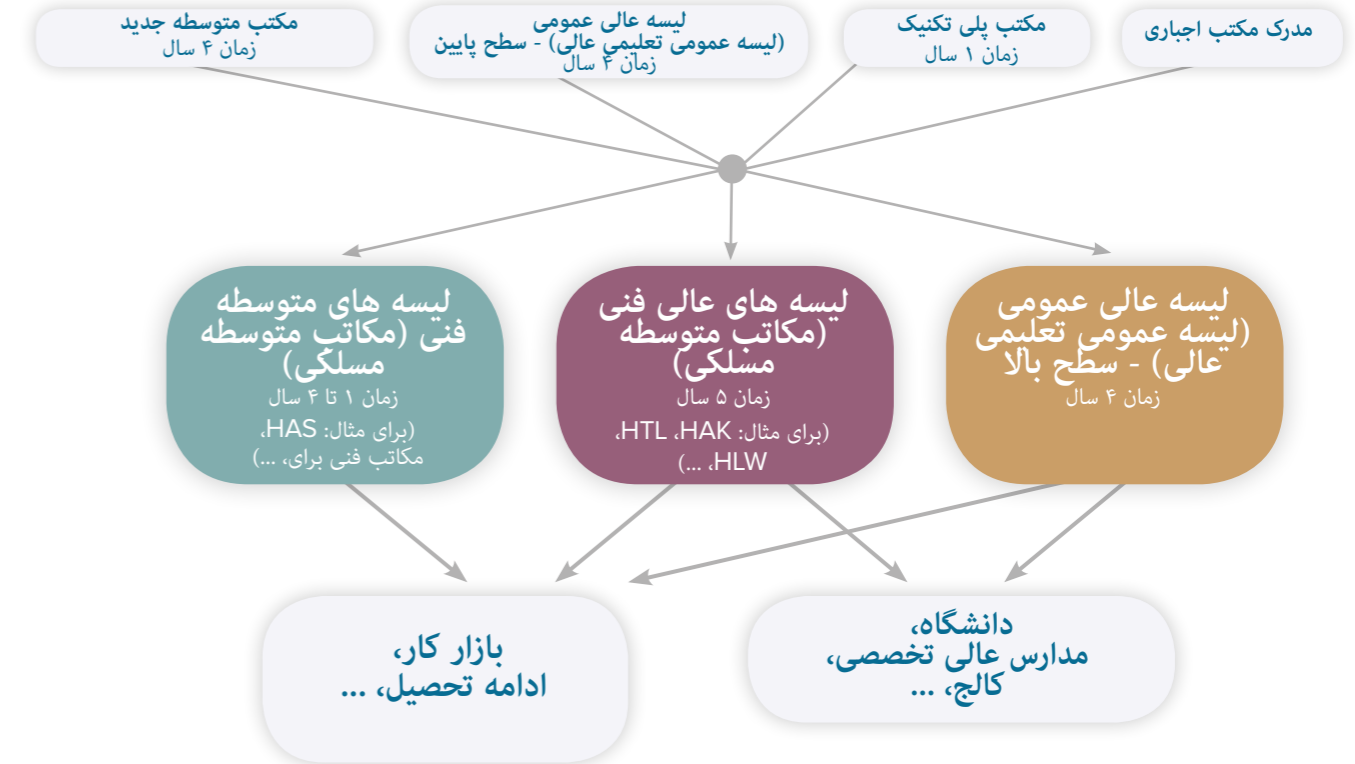 مدرک مکتب اجباری
مکتب پلی تکنیک
زمان ۱ سال
لیسه عالی عمومی
(لیسه عمومی تعلیمی عالی) - سطح پایین
زمان ۴ سال
مکتب متوسطه جدید
زمان ۴ سال
لیسه عالی عمومی
(لیسه عمومی تعلیمی
عالی) - سطح بالا
زمان ۴ سال
لیسه های عالی فنی
(مکاتب متوسطه
مسلکی)
زمان ۵ سال
(برای مثال: HTL ،HAK،
HLW، ...)
لیسه های متوسطه
فنی (مکاتب متوسطه
مسلکی)
زمان ۱ تا ۴ سال
(برای مثال: HAS،
مکاتب فنی برای، ...)
دانشگاه،
مدارس عالی تخصصی،
کالج، ...
بازار کار،
ادامه تحصیل، ...